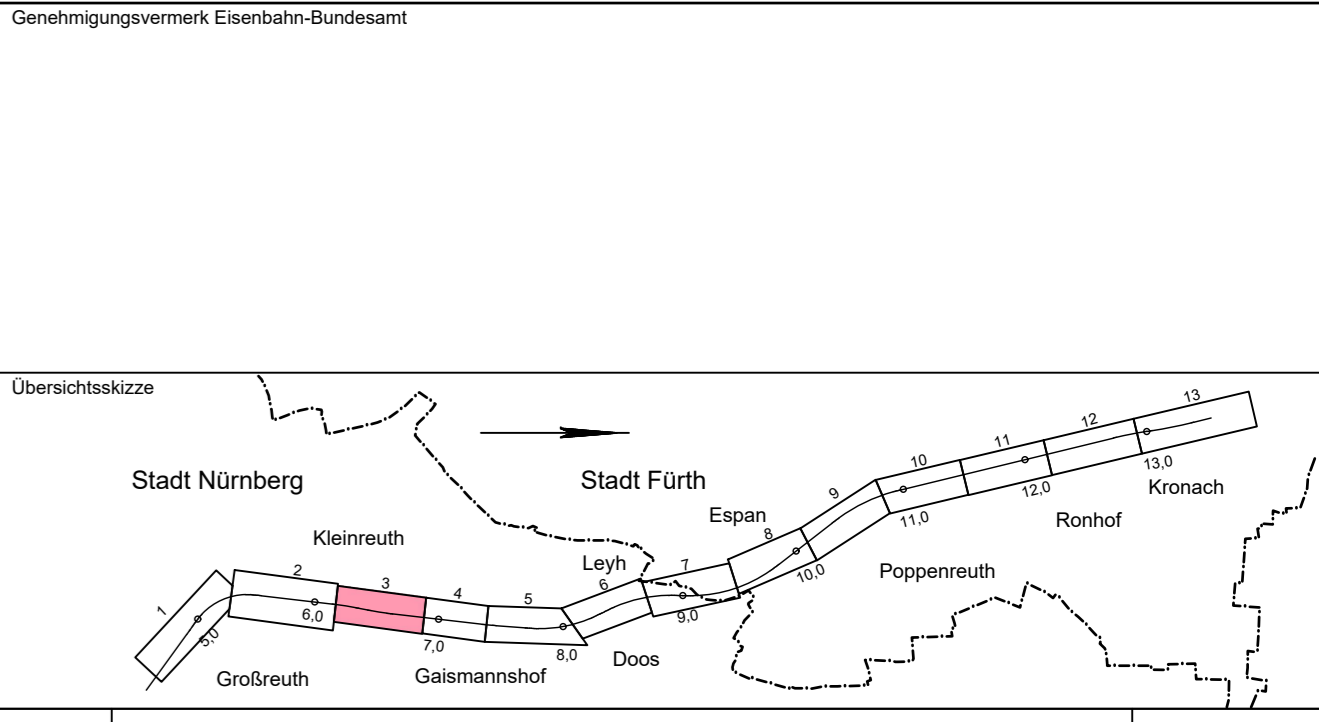 Genehmigungsvermerk Eisenbahn-Bundesamt
Übersichtsskizze
Stadt Nürnberg
Stadt Fürth
Kleinreuth
Leyh
Espan
Poppenreuth
Ronhof
Kronach
Großreuth
Gaismannshof
Doos
1
2
3
4
5
6
7
8
9
10
11
12
13
5,0
6,0
7,0
8,0
9,0
10,0
11,0
12,0
13,0